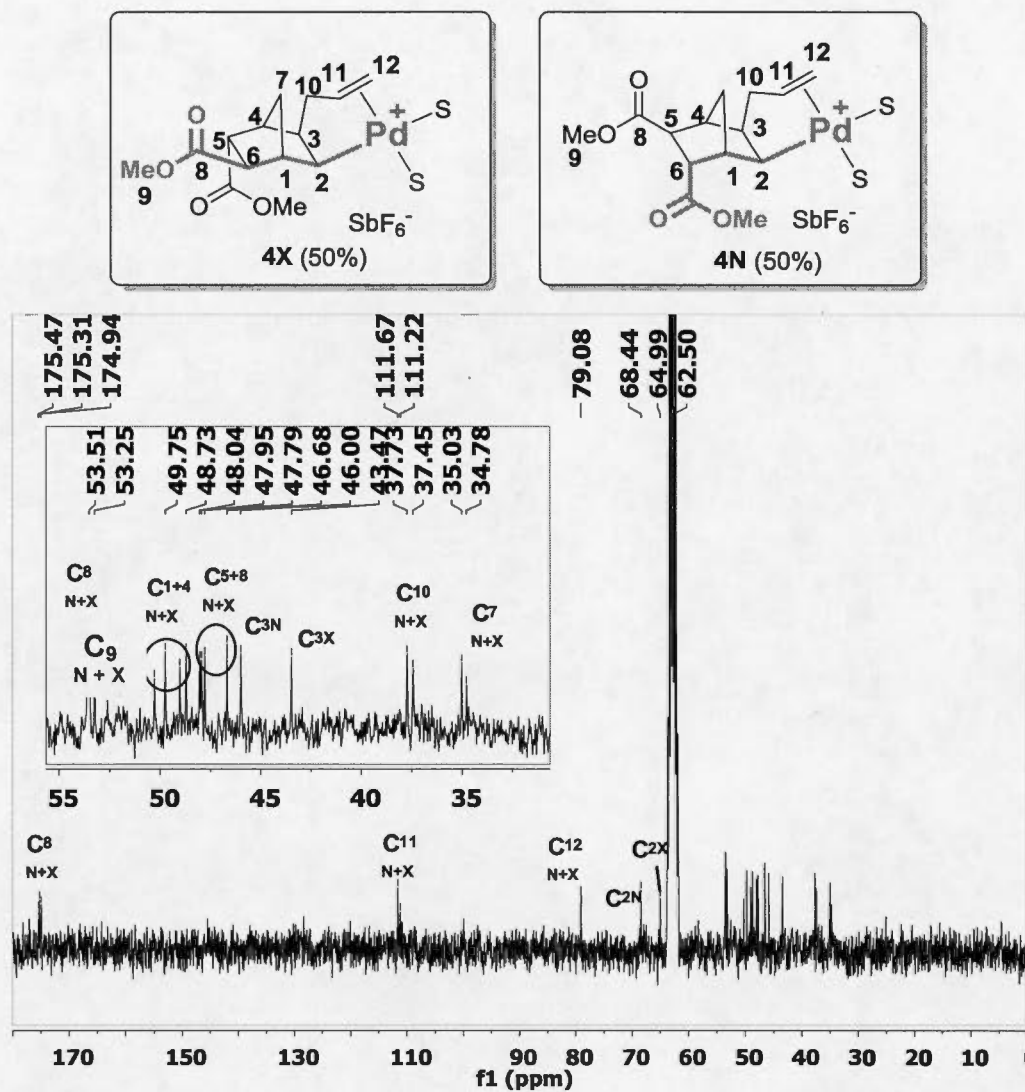 7 11 12
O 10
4
3
Pd + S
5
MeO 8 6
9 1 2 S
O OMe
SbF6-
4X (50%)
O 10 11 12
5 4 S
3 Pd +
MeO 8
9 6 1 2 S
O OMe SbF6-
4N (50%)
175.47
175.31
174.94
111.67
111.22
79.08
68.44
64.99
62.50
53.51
53.25
49.75
48.73
48.04
47.95
47.79
46.68
46.00
43.47
37.73
37.45
35.03
34.78
C8
N+X
C9
N + X
C1+4
N+X
C5+8
N+X
C3N
C3X
C10
N+X
C7
N+X
55 50 45 40 35
C8
N+X
C11
N+X
C12
N+X
C2N
C2X
170 150 130 110 90 80 70 60 50 40 30 20 10
f1 (ppm)